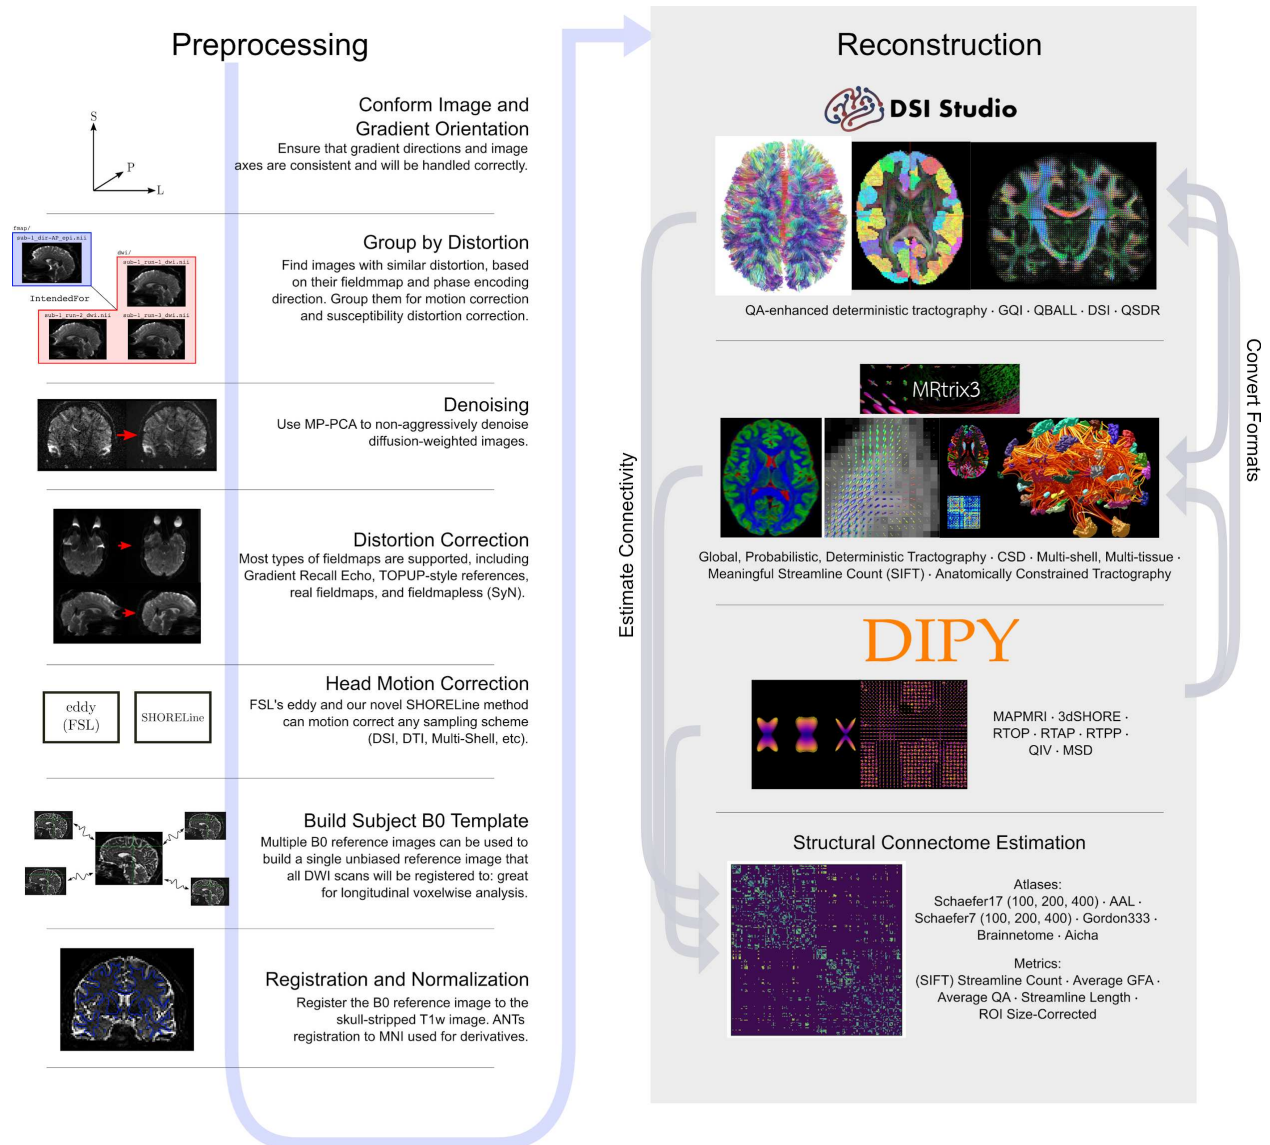 Preprocessing
Conform Image and
Gradient Orientation
Ensure that gradient directions and image
axes are consistent and will be handled correctly.
S
P
L
fmap/
sub-1_dir-AP_epi.nii
dwi/
sub-1_run-1_dwi.nii
IntendedFor
sub-1_run-2_dwi.nii
sub-1_run-3_dwi.nii
Group by Distortion
Find images with similar distortion, based
on their fieldmmap and phase encoding
direction. Group them for motion correction
and susceptibility distortion correction.
Denoising
Use MP-PCA to non-aggressively denoise
diffusion-weighted images.
Distortion Correction
Most types of fieldmaps are supported, including
Gradient Recall Echo, TOPUP-style references,
real fieldmaps, and fieldmapless (SyN).
eddy
(FSL)
SHORELine
Head Motion Correction
FSL's eddy and our novel SHORELine method
can motion correct any sampling scheme
(DSI, DTI, Multi-Shell, etc).
Build Subject B0 Template
Multiple B0 reference images can be used to
build a single unbiased reference image that
all DWI scans will be registered to: great
for longitudinal voxelwise analysis.
Registration and Normalization
Register the B0 reference image to the
skull-stripped T1w image. ANTs
registration to MNI used for derivatives.
Reconstruction
DSI Studio
QA-enhanced deterministic tractography · GQI · QBALL · DSI · QSDR
MRtrix3
Global, Probabilistic, Deterministic Tractography · CSD · Multi-shell, Multi-tissue ·
Meaningful Streamline Count (SIFT) · Anatomically Constrained Tractography
DIPY
MAPMRI · 3dSHORE ·
RTOP · RTAP · RTPP ·
QIV · MSD
Structural Connectome Estimation
Atlases:
Schaefer17 (100, 200, 400) · AAL ·
Schaefer7 (100, 200, 400) · Gordon333 ·
Brainnetome · Aicha
Metrics:
(SIFT) Streamline Count · Average GFA ·
Average QA · Streamline Length ·
ROI Size-Corrected
Estimate Connectivity
Convert Formats